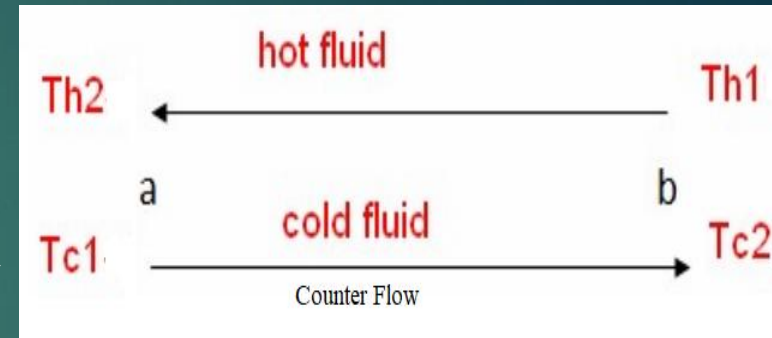 hot fluid
Th2 Th1
a b
cold fluid
Tc1 Tc2
Counter Flow